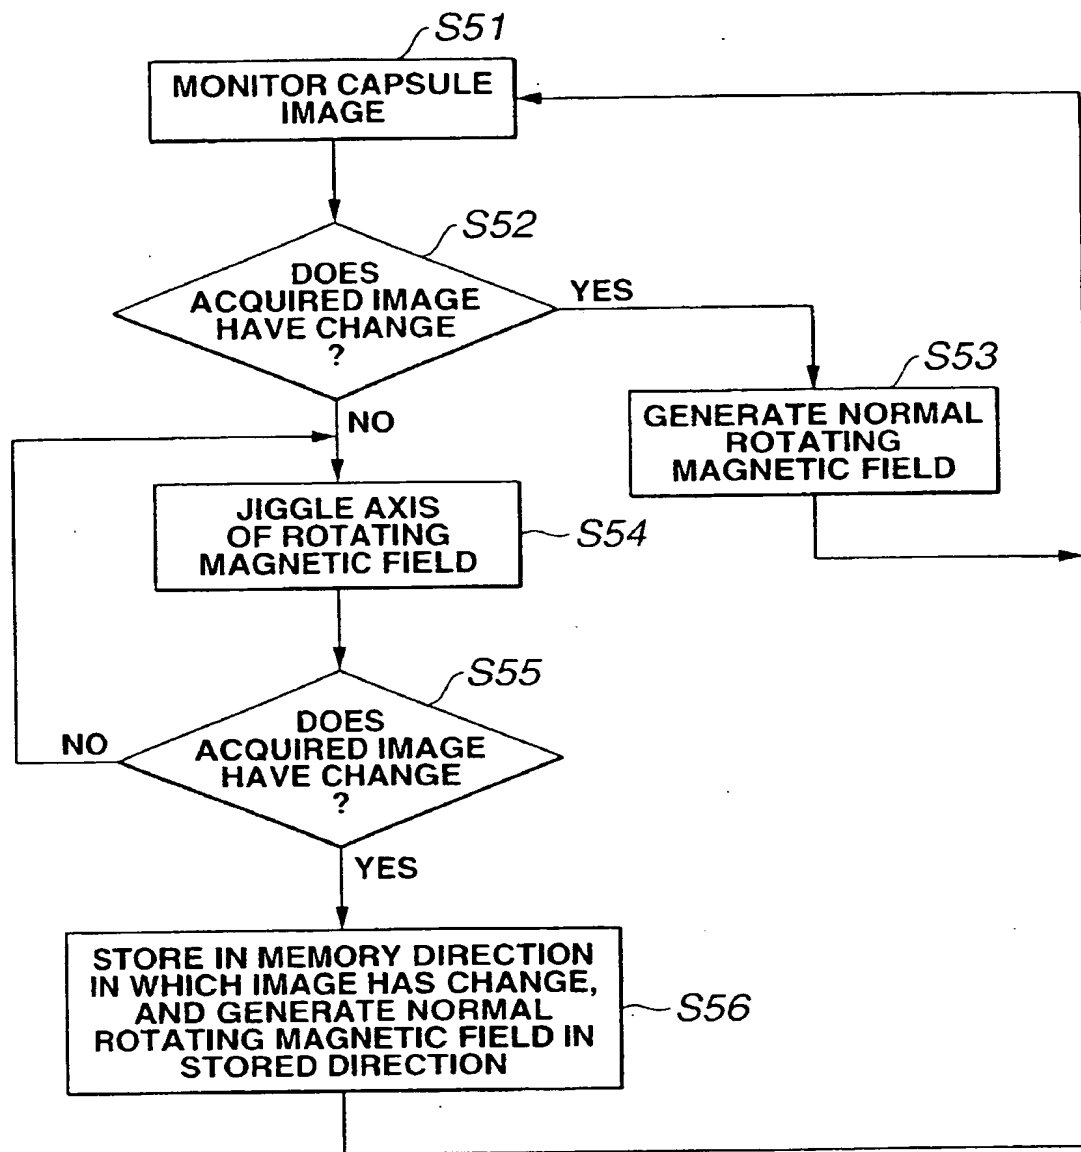 S51
MONITOR CAPSULE
IMAGE
S52
DOES
ACQUIRED IMAGE
HAVE CHANGE
?
YES
NO
S53
GENERATE NORMAL
ROTATING
MAGNETIC FIELD
JIGGLE AXIS
OF ROTATING
MAGNETIC FIELD
S54
S55
DOES
ACQUIRED IMAGE
HAVE CHANGE
?
NO
YES
STORE IN MEMORY DIRECTION
IN WHICH IMAGE HAS CHANGE,
AND GENERATE NORMAL
ROTATING MAGNETIC FIELD IN
STORED DIRECTION
S56